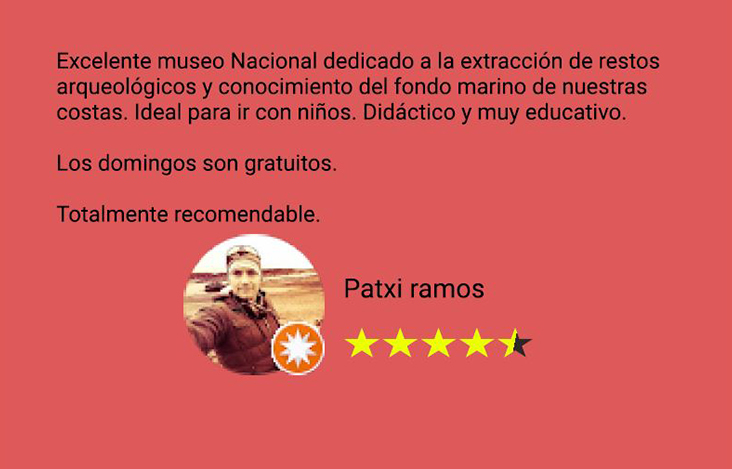 Excelente museo Nacional dedicado a la extracción de restos
arqueológicos y conocimiento del fondo marino de nuestras
costas. Ideal para ir con niños. Didáctico y muy educativo.
Los domingos son gratuitos.
Totalmente recomendable.
Patxi ramos